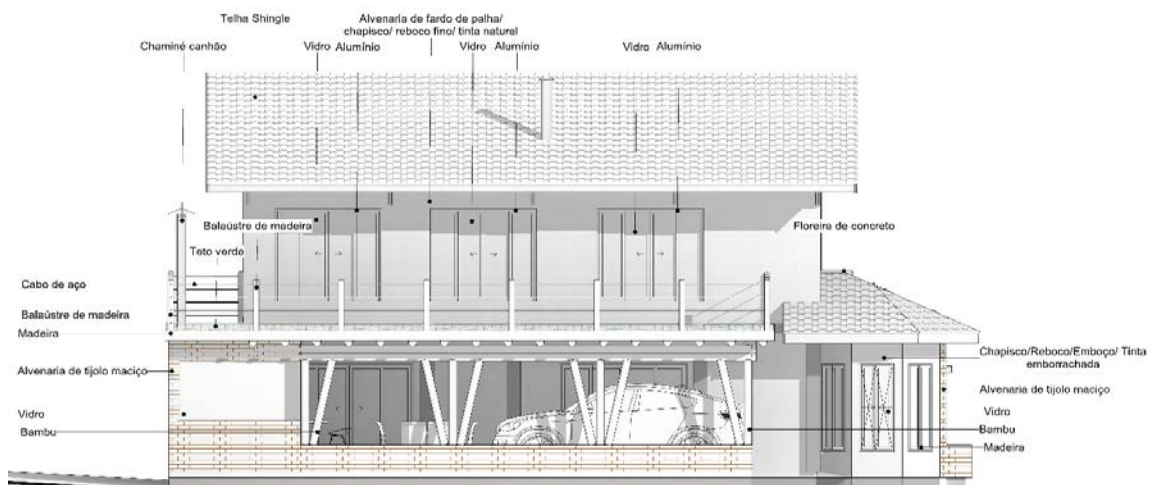 Telha Shingle
Alvenaria de fardo de palha/
chapisco/ reboco fino/ tinta natural
Chaminé canhão
Vidro Alumínio
Vidro Alumínio
Vidro Alumínio
Balaústre de madeira
Floreira de concreto
Teto verde
Cabo de aço
Balaústre de madeira
Madeira
Alvenaria de tijolo maciço
Vidro
Bambu
Chapisco/Reboco/Emboço/ Tinta
emborrachada
Alvenaria de tijolo maciço
Vidro
Bambu
Madeira